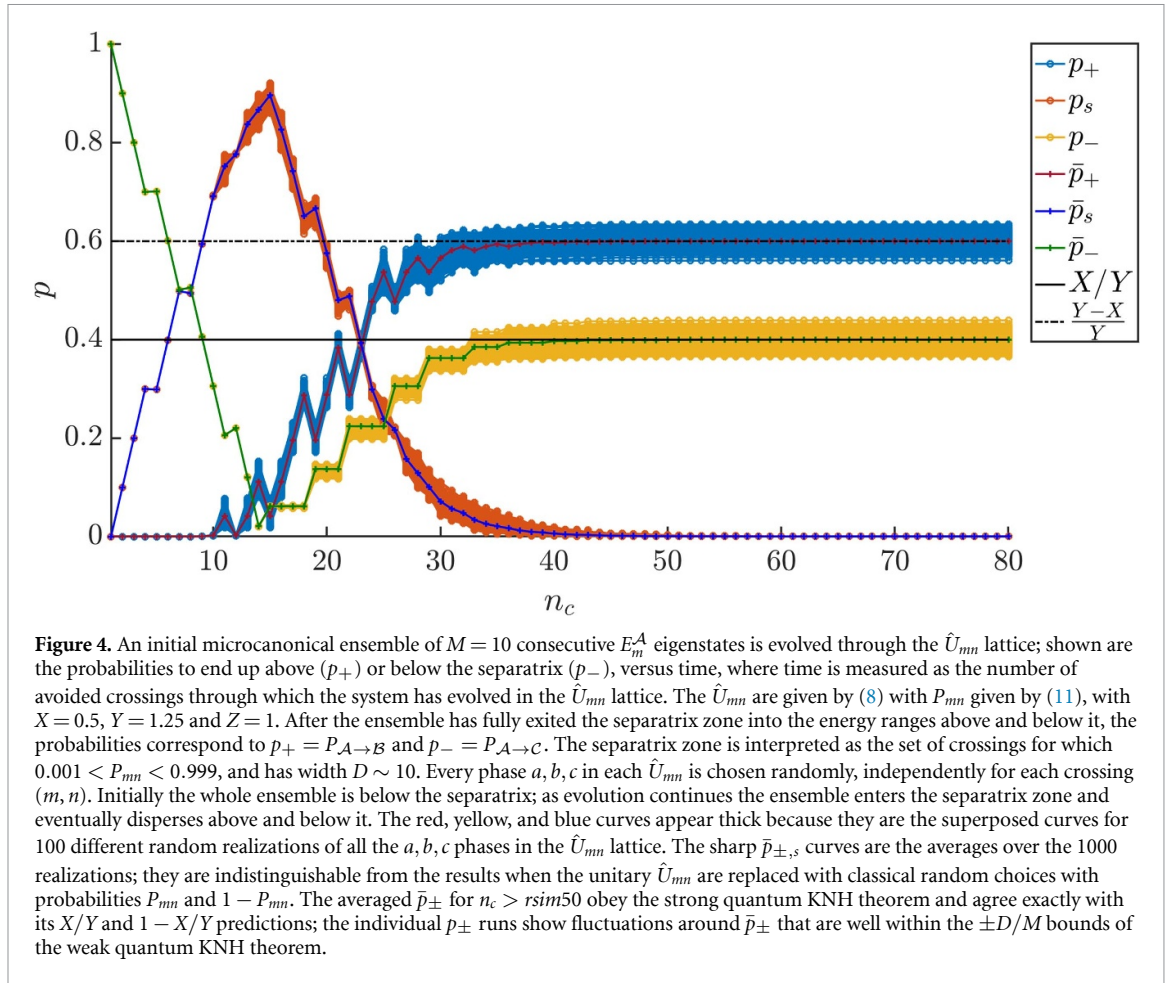 1
0.8
0.6
0.4
0.2
0
p
10
20
30
40
50
60
70
80
n_c
p_+
p_s
p_−
p̄_+
p̄_s
p̄_−
X/Y
(Y−X)/Y
Figure 4. An initial microcanonical ensemble of M = 10 consecutive E_m^𝒜 eigenstates is evolved through the Û_mn lattice; shown are
the probabilities to end up above (p_+) or below the separatrix (p_−), versus time, where time is measured as the number of
avoided crossings through which the system has evolved in the Û_mn lattice. The Û_mn are given by (8) with P_mn given by (11), with
X = 0.5, Y = 1.25 and Z = 1. After the ensemble has fully exited the separatrix zone into the energy ranges above and below it, the
probabilities correspond to p_+ = P_𝒜→ℬ and p_− = P_𝒜→𝒞. The separatrix zone is interpreted as the set of crossings for which
0.001 < P_mn < 0.999, and has width D ∼ 10. Every phase a, b, c in each Û_mn is chosen randomly, independently for each crossing
(m, n). Initially the whole ensemble is below the separatrix; as evolution continues the ensemble enters the separatrix zone and
eventually disperses above and below it. The red, yellow, and blue curves appear thick because they are the superposed curves for
100 different random realizations of all the a, b, c phases in the Û_mn lattice. The sharp p̄_±,s curves are the averages over the 1000
realizations; they are indistinguishable from the results when the unitary Û_mn are replaced with classical random choices with
probabilities P_mn and 1 − P_mn. The averaged p̄_± for n_c > rsim50 obey the strong quantum KNH theorem and agree exactly with
its X/Y and 1 − X/Y predictions; the individual p_± runs show fluctuations around p̄_± that are well within the ±D/M bounds of
the weak quantum KNH theorem.